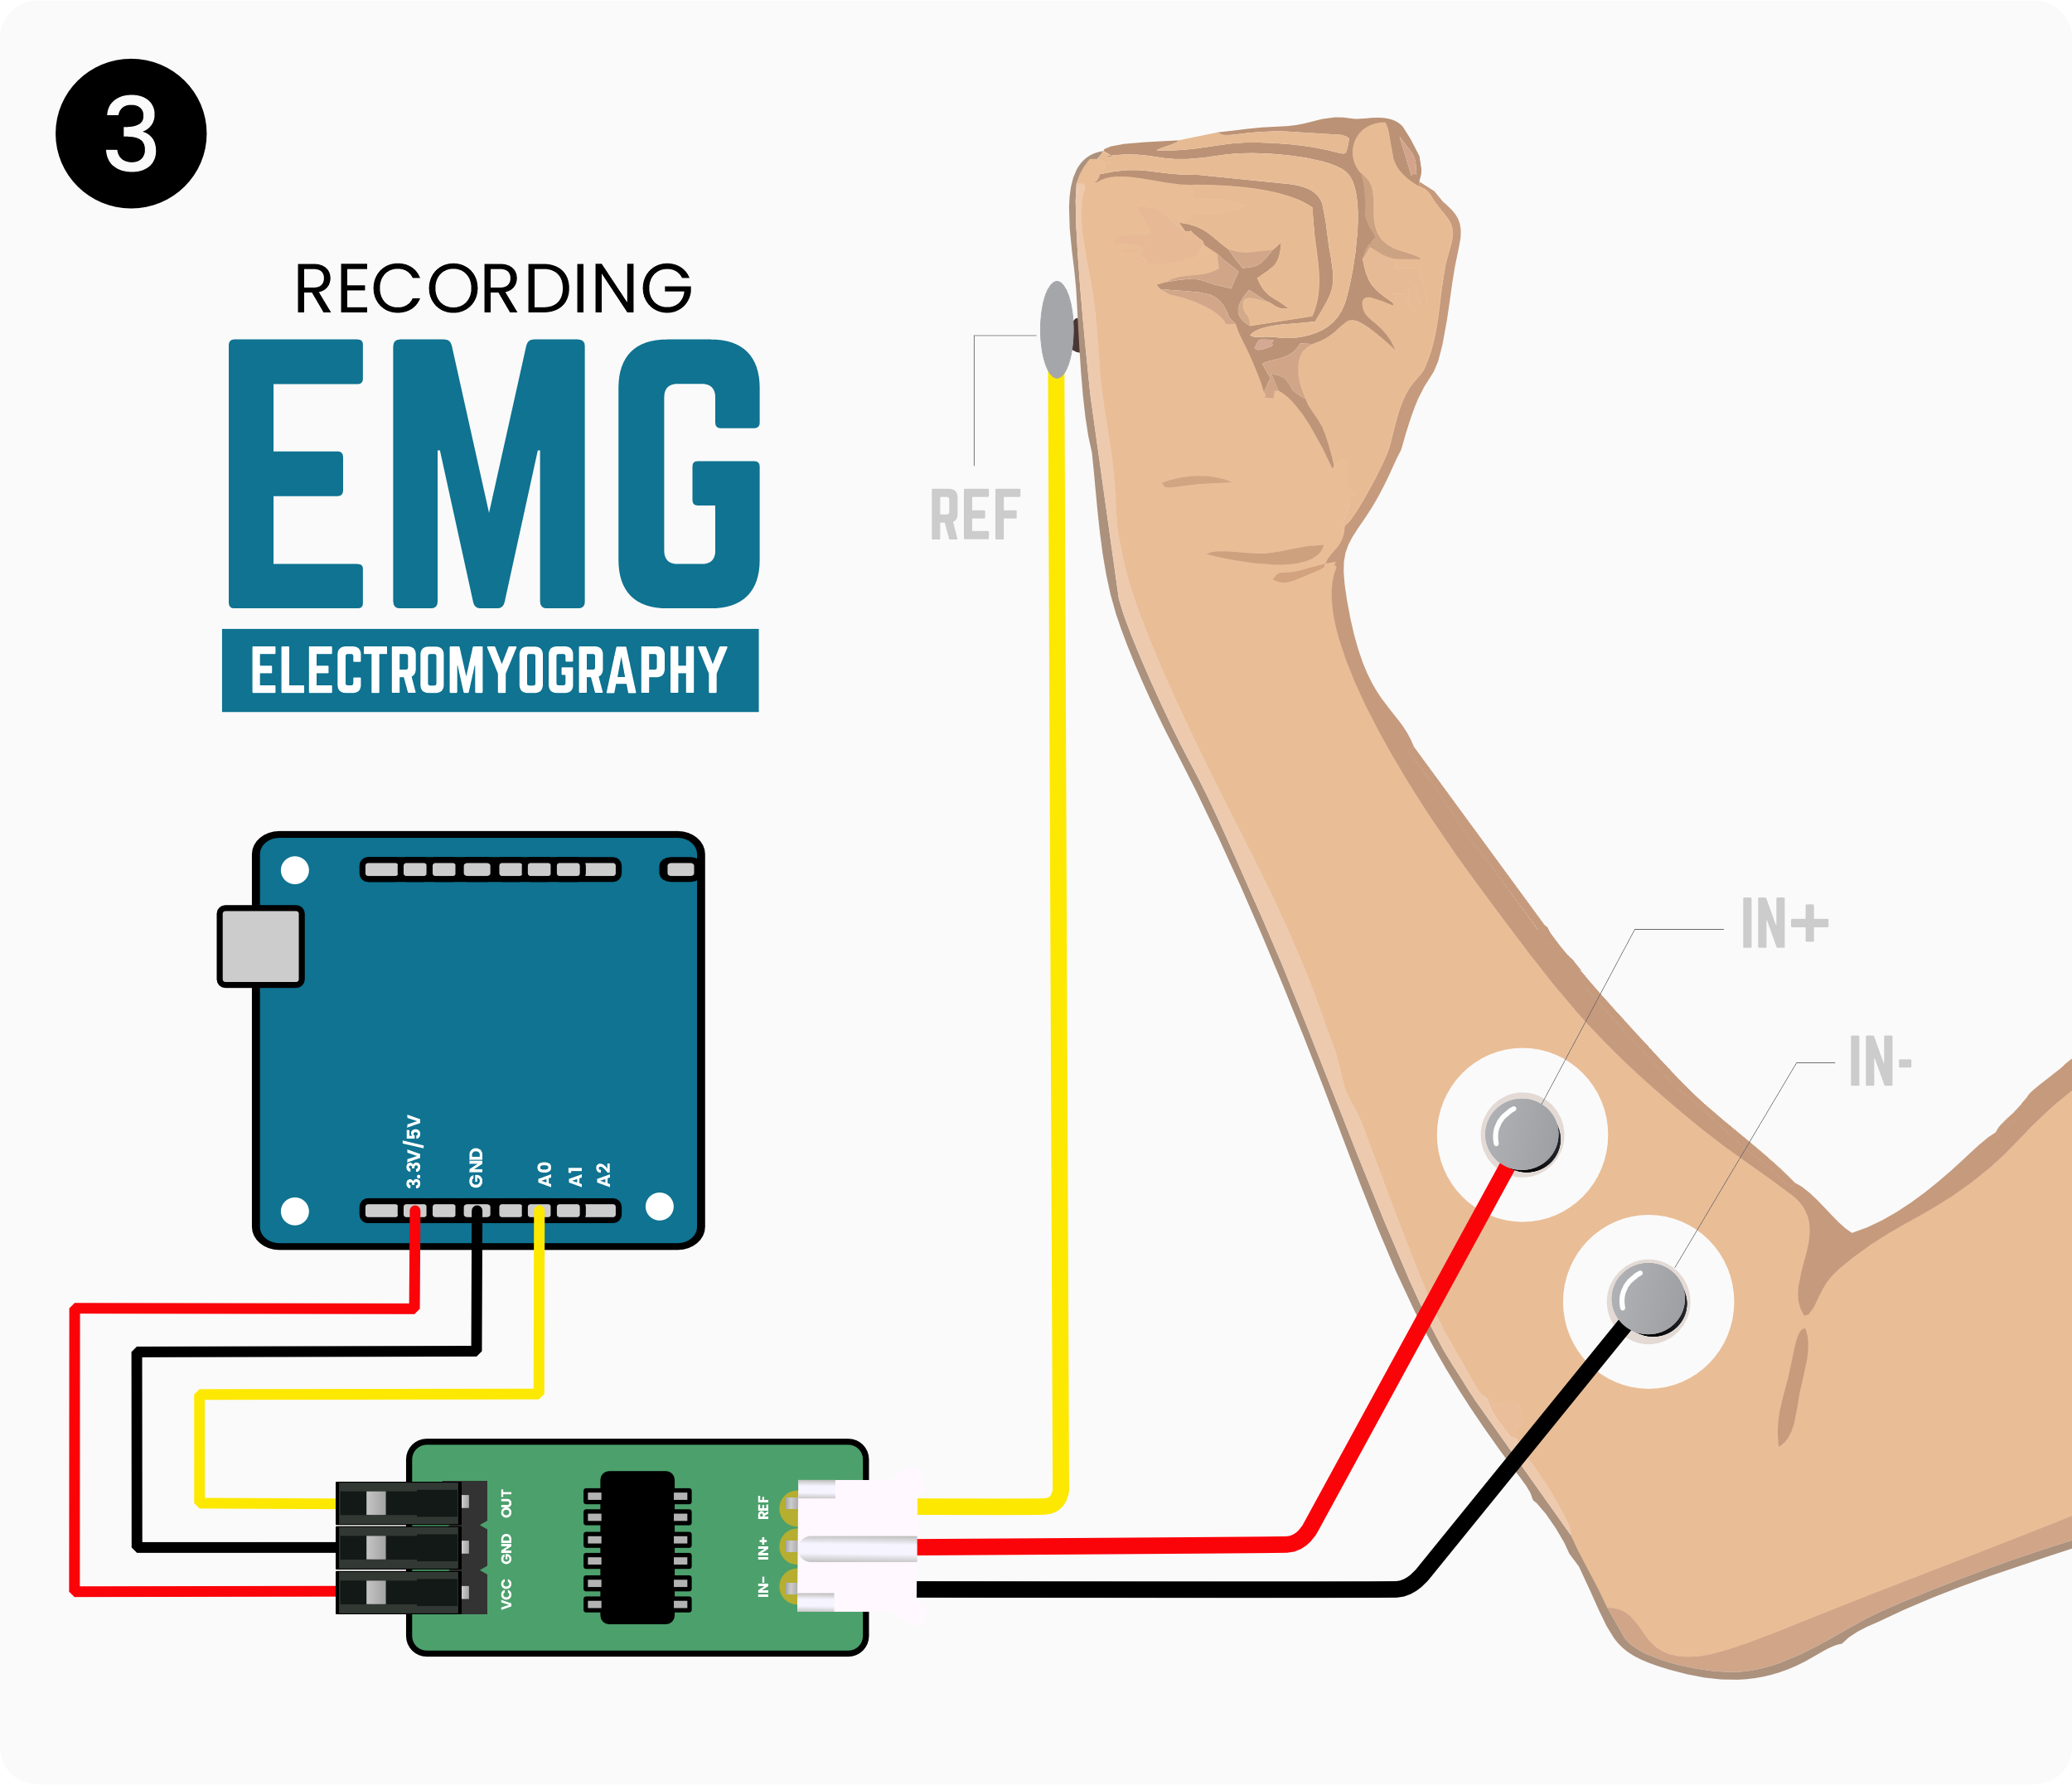 3
RECORDING
EMG
ELECTROMYOGRAPHY
REF
IN+
IN-
3.3V/5V
GND
A0
A1
A2
OUT
GND
VCC
REF
IN+
IN-